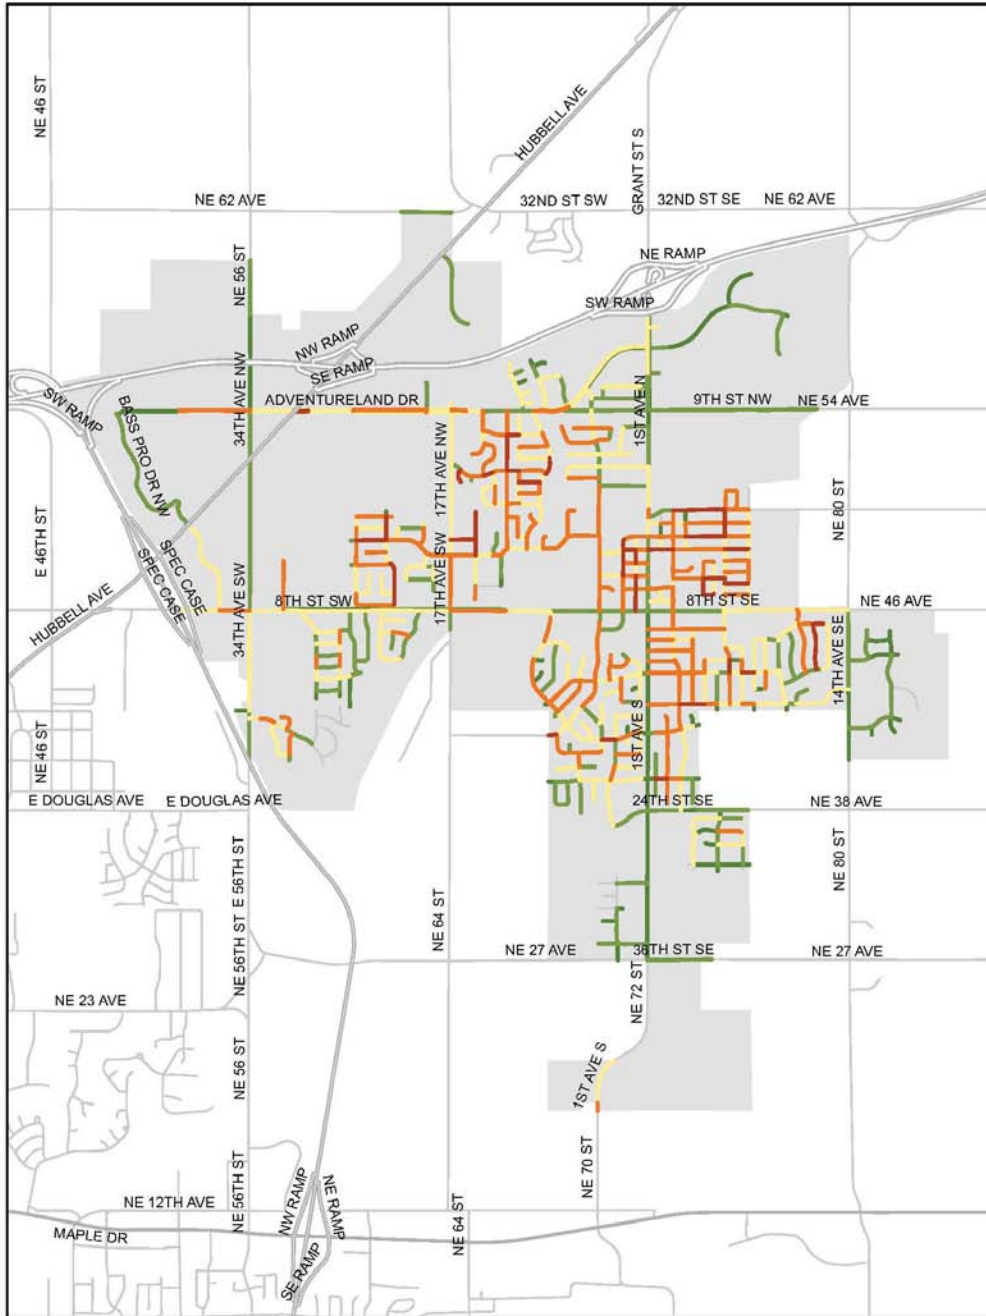 NE 46 ST
HUBBELL AVE
GRANT ST S
NE 62 AVE
32ND ST SW
32ND ST SE
NE 62 AVE
NE 56 ST
NE RAMP
SW RAMP
NW RAMP
SE RAMP
SW RAMP
34TH AVE NW
ADVENTURELAND DR
9TH ST NW
NE 54 AVE
BASS PRO DR NW
17TH AVE NW
1ST AVE N
E 46TH ST
SPEC CASE
SPEC CASE
NE 80 ST
HUBBELL AVE
34TH AVE SW
8TH ST SW
17TH AVE SW
8TH ST SE
NE 46 AVE
14TH AVE SE
NE 46 ST
1ST AVE S
E DOUGLAS AVE
E DOUGLAS AVE
24TH ST SE
NE 38 AVE
E 56TH ST
NE 80 ST
NE 64 ST
NE 56TH ST
NE 27 AVE
36TH ST SE
NE 27 AVE
NE 23 AVE
NE 72 ST
NE 56 ST
1ST AVE S
NE 70 ST
NE 56TH ST
NW RAMP
NE RAMP
NE 12TH AVE
NE 64 ST
MAPLE DR
SE RAMP